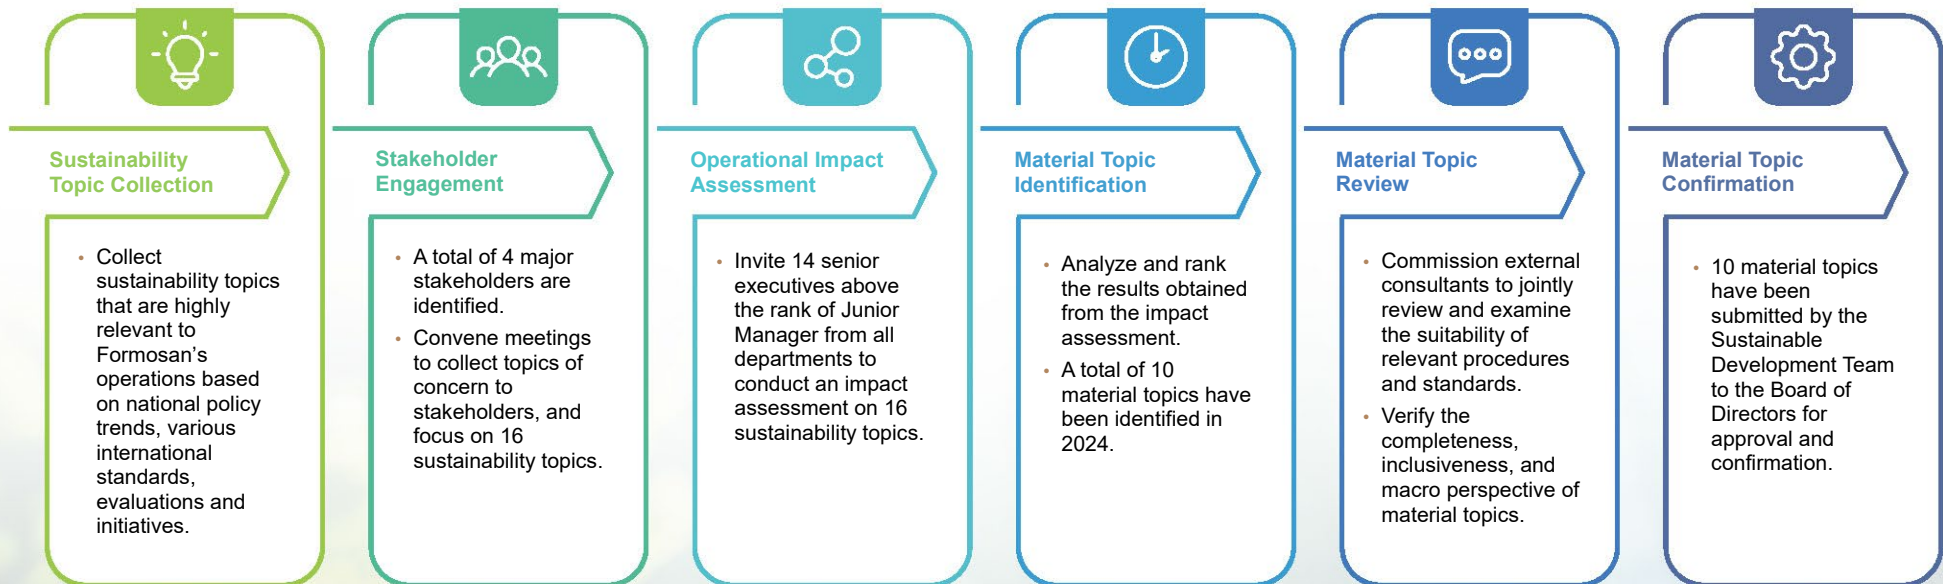 Sustainability
Topic Collection
• Collect
sustainability topics
that are highly
relevant to
Formosan’s
operations based
on national policy
trends, various
international
standards,
evaluations and
initiatives.
Stakeholder
Engagement
• A total of 4 major
stakeholders are
identified.
• Convene meetings
to collect topics of
concern to
stakeholders, and
focus on 16
sustainability topics.
Operational Impact
Assessment
• Invite 14 senior
executives above
the rank of Junior
Manager from all
departments to
conduct an impact
assessment on 16
sustainability topics.
Material Topic
Identification
• Analyze and rank
the results obtained
from the impact
assessment.
• A total of 10
material topics have
been identified in
2024.
Material Topic
Review
• Commission external
consultants to jointly
review and examine
the suitability of
relevant procedures
and standards.
• Verify the
completeness,
inclusiveness, and
macro perspective of
material topics.
Material Topic
Confirmation
• 10 material topics
have been
submitted by the
Sustainable
Development Team
to the Board of
Directors for
approval and
confirmation.